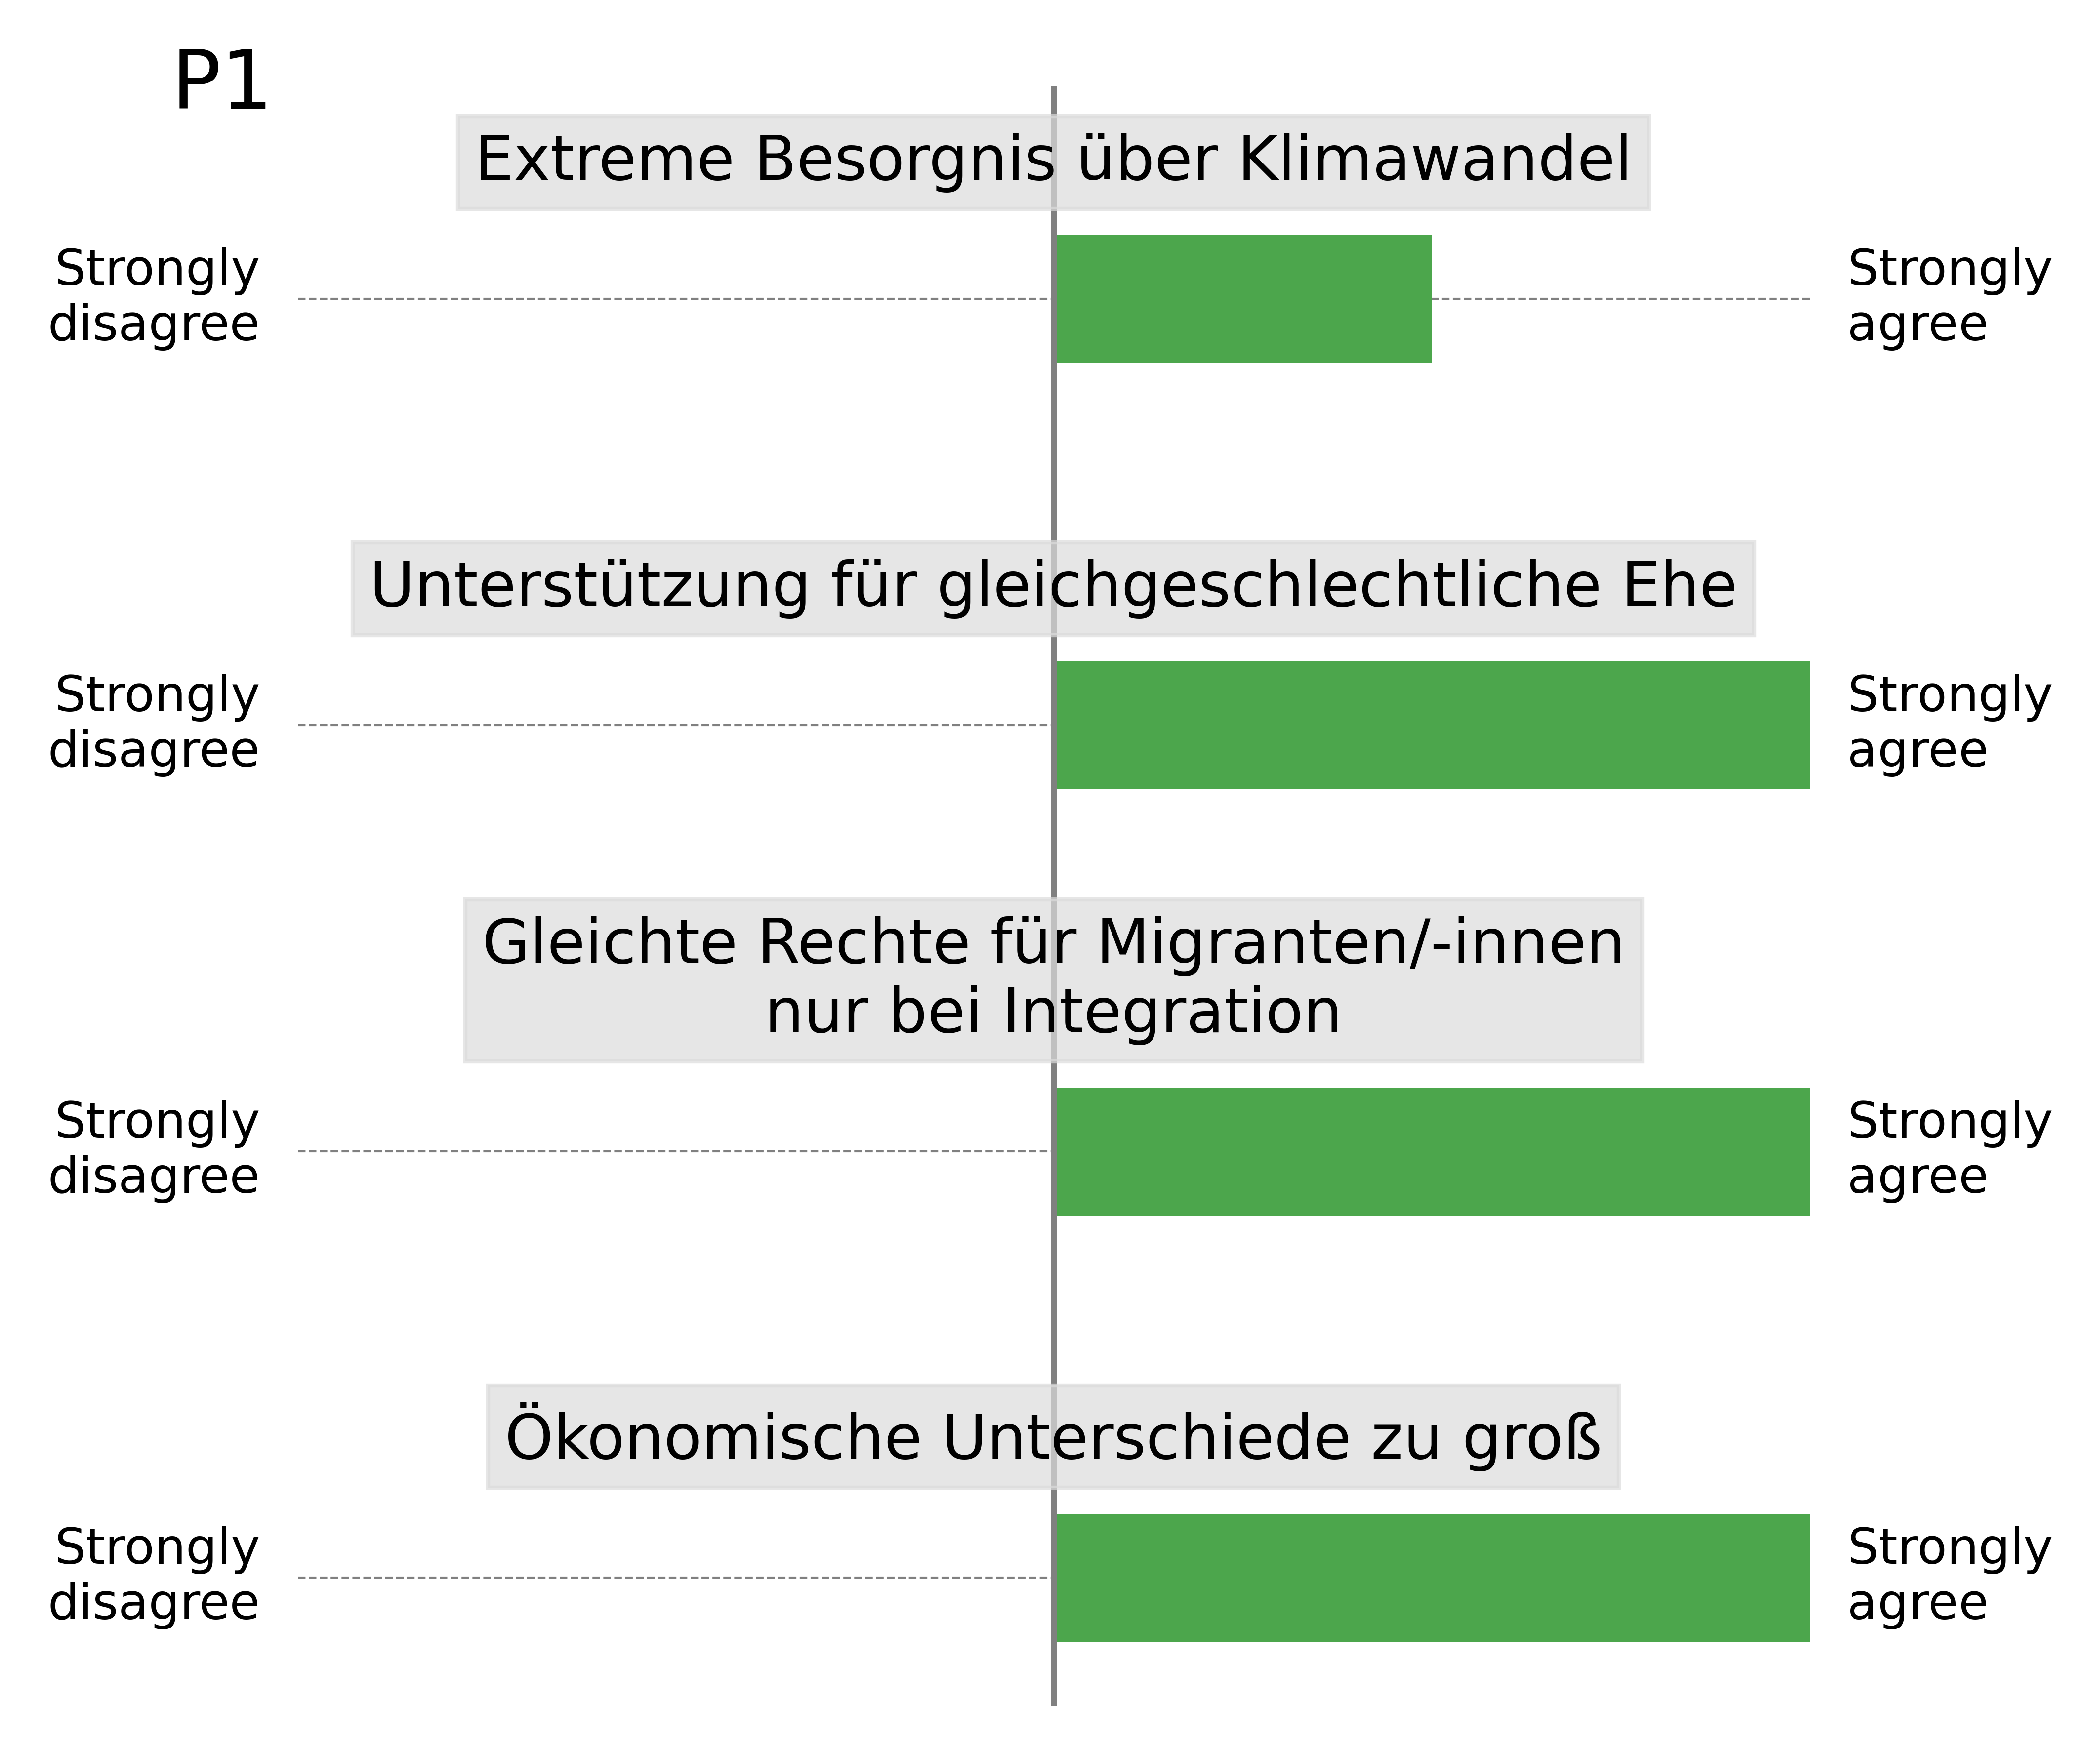 P1
Extreme Besorgnis über Klimawandel
Strongly
disagree
Strongly
agree
Unterstützung für gleichgeschlechtliche Ehe
Strongly
disagree
Strongly
agree
Gleichte Rechte für Migranten/-innen
nur bei Integration
Strongly
disagree
Strongly
agree
Ökonomische Unterschiede zu groß
Strongly
disagree
Strongly
agree